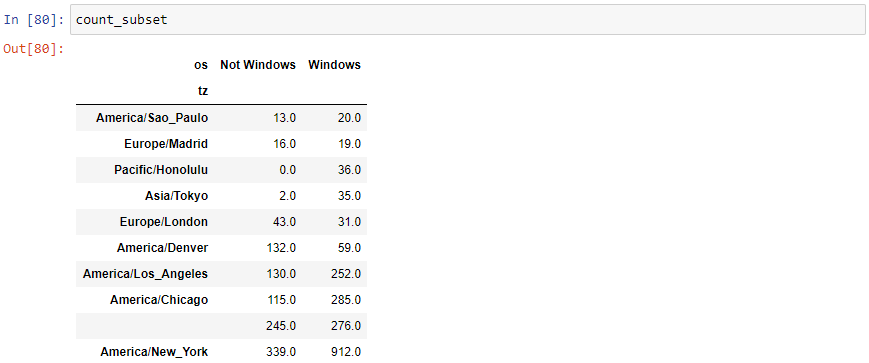 In [80]: count_subset
Out[80]:
os Not Windows Windows
tz
America/Sao_Paulo 13.0 20.0
Europe/Madrid 16.0 19.0
Pacific/Honolulu 0.0 36.0
Asia/Tokyo 2.0 35.0
Europe/London 43.0 31.0
America/Denver 132.0 59.0
America/Los_Angeles 130.0 252.0
America/Chicago 115.0 285.0
245.0 276.0
America/New_York 339.0 912.0